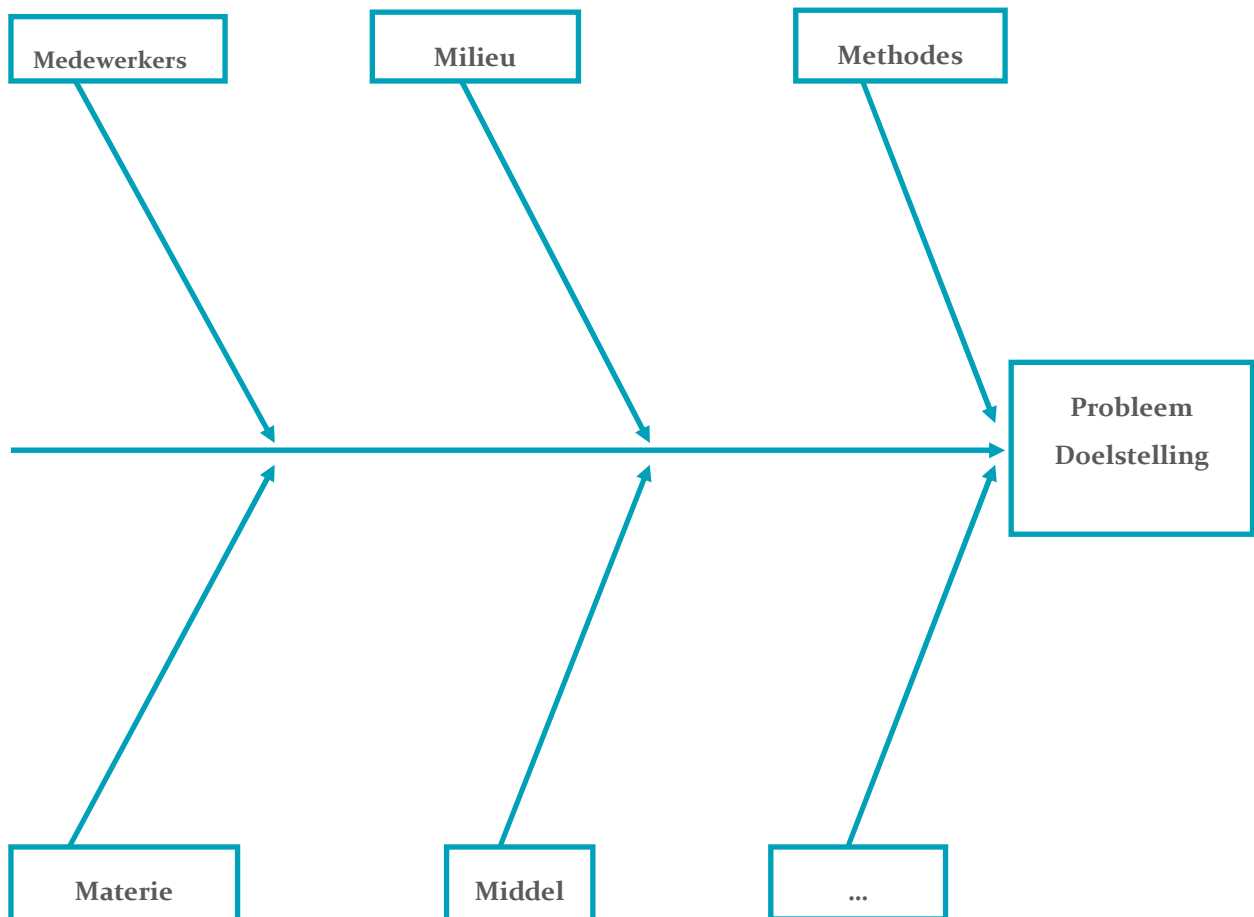 Medewerkers
Milieu
Methodes
Probleem
Doelstelling
Materie
Middel
...